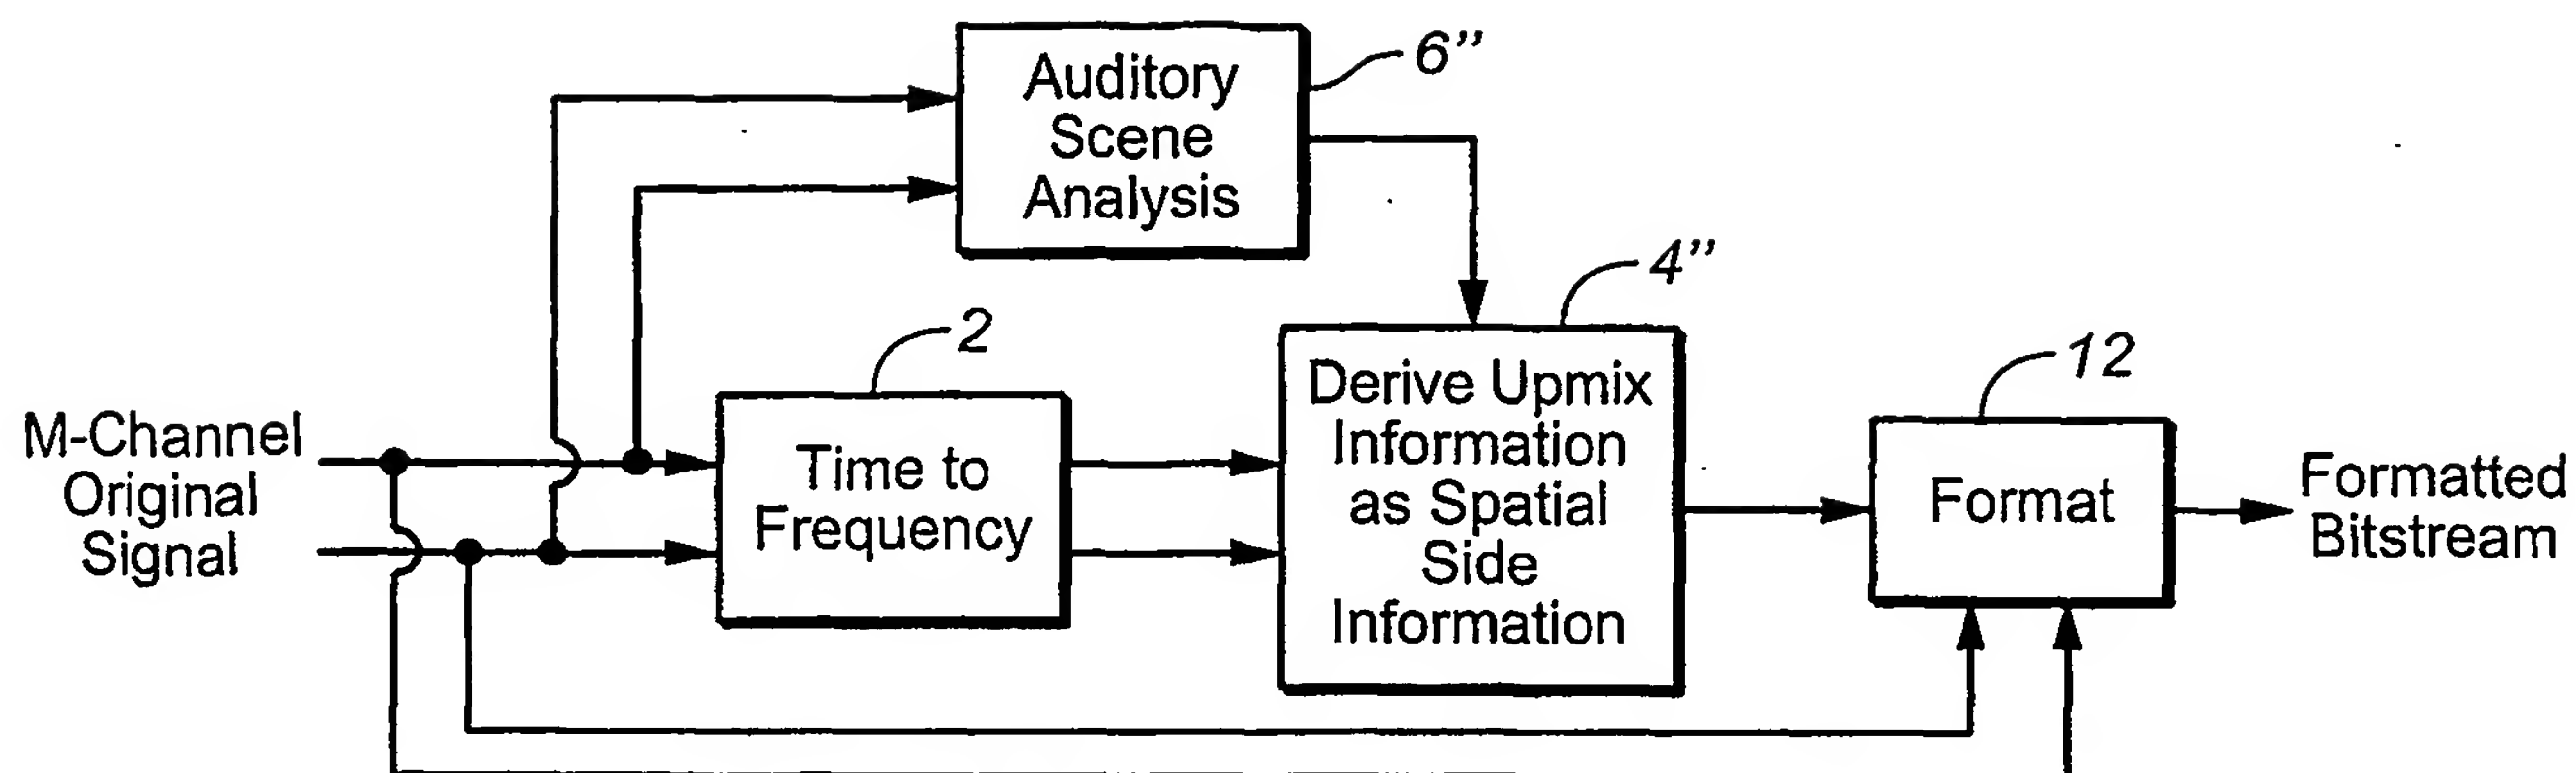 Auditory
Scene
Analysis
6”
4”
2
12
M-Channel
Original
Signal
Time to
Frequency
Derive Upmix
Information
as Spatial
Side
Information
Format
Formatted
Bitstream